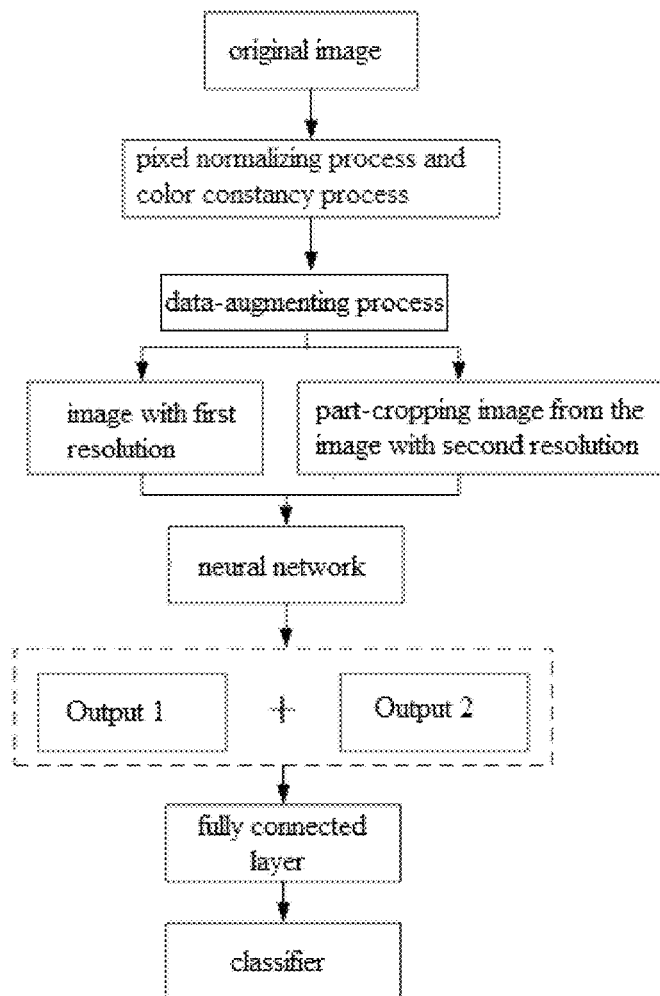 original image
pixel normalizing process and
color constancy process
data-augmenting process
image with first
resolution
part-cropping image from the
image with second resolution
neural network
Output 1
+
Output 2
fully connected
layer
classifier